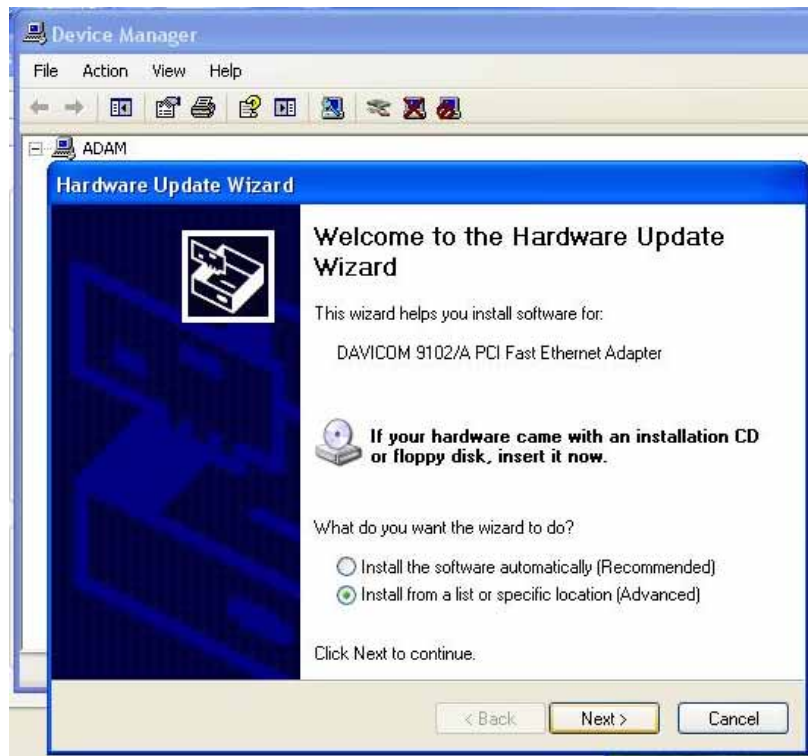 Device Manager
File Action View Help
ADAM
Hardware Update Wizard
Welcome to the Hardware Update
Wizard
This wizard helps you install software for:
DAVICOM 9102/A PCI Fast Ethernet Adapter
If your hardware came with an installation CD
or floppy disk, insert it now.
What do you want the wizard to do?
Install the software automatically (Recommended)
Install from a list or specific location (Advanced)
Click Next to continue.
< Back Next > Cancel